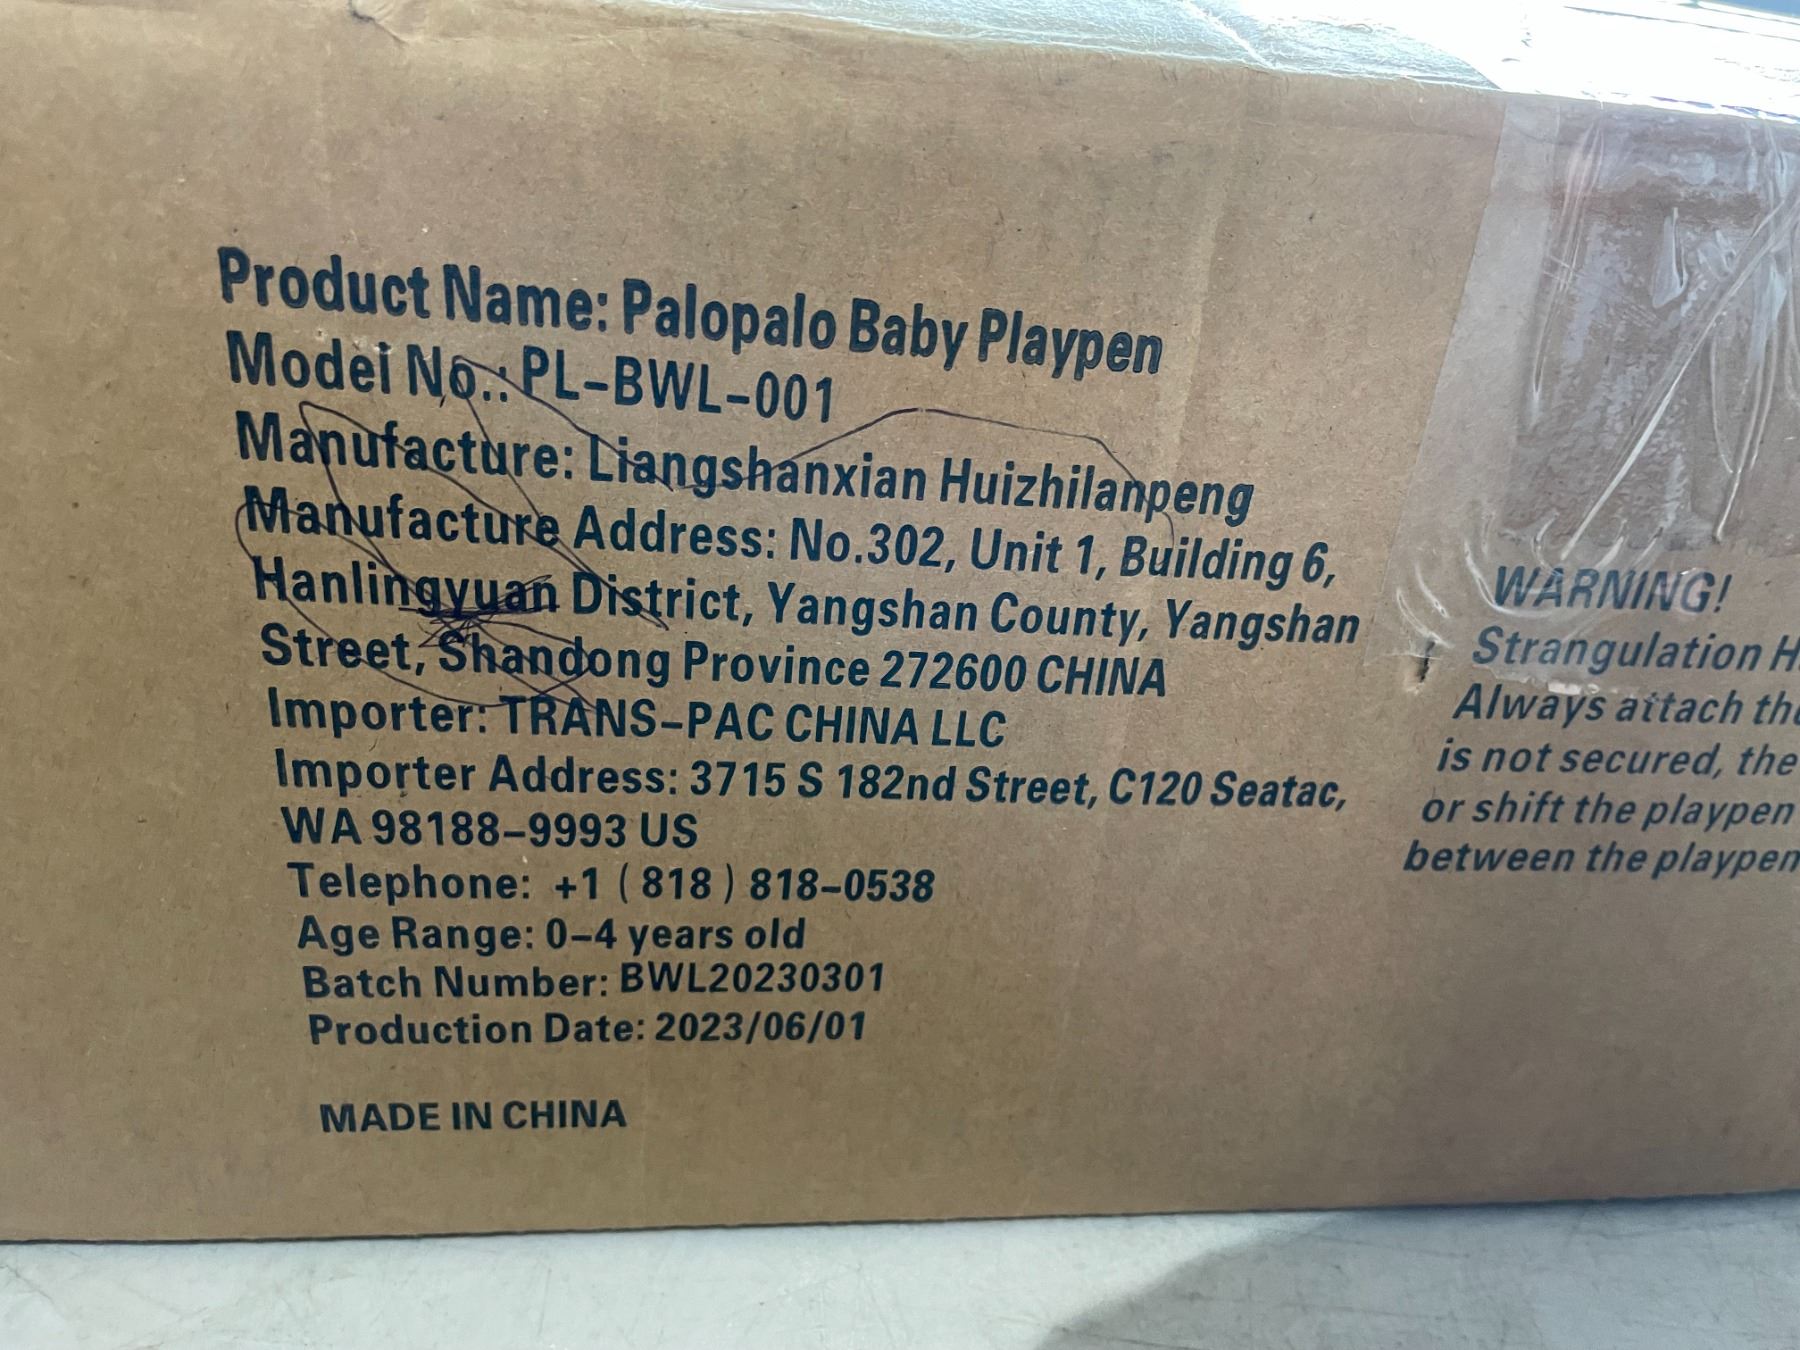 Product Name: Palopalo Baby Playpen
Model No.: PL-BWL-001
Manufacture: Liangshanxian Huizhilanpeng
Manufacture Address: No.302, Unit 1, Building 6,
Hanlingyuan District, Yangshan County, Yangshan
Street, Shandong Province 272600 CHINA
Importer: TRANS-PAC CHINA LLC
Importer Address: 3715 S 182nd Street, C120 Seatac,
WA 98188-9993 US
Telephone: +1 ( 818 ) 818-0538
Age Range: 0-4 years old
Batch Number: BWL20230301
Production Date: 2023/06/01
MADE IN CHINA
WARNING!
Strangulation
Always attach
is not secured, the
or shift the playpen
between the playpen